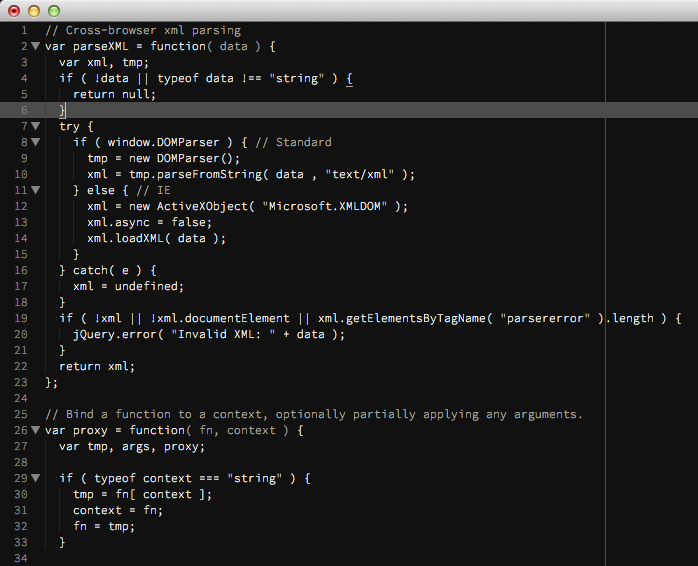 1 // Cross-browser xml parsing
2 var parseXML = function( data ) {
3   var xml, tmp;
4   if ( !data || typeof data !== "string" ) {
5     return null;
6   }
7   try {
8     if ( window.DOMParser ) { // Standard
9       tmp = new DOMParser();
10       xml = tmp.parseFromString( data , "text/xml" );
11     } else { // IE
12       xml = new ActiveXObject( "Microsoft.XMLDOM" );
13       xml.async = false;
14       xml.loadXML( data );
15     }
16   } catch( e ) {
17     xml = undefined;
18   }
19   if ( !xml || !xml.documentElement || xml.getElementsByTagName( "parsererror" ).length ) {
20     jQuery.error( "Invalid XML: " + data );
21   }
22   return xml;
23 };
24
25 // Bind a function to a context, optionally partially applying any arguments.
26 var proxy = function( fn, context ) {
27   var tmp, args, proxy;
28
29   if ( typeof context === "string" ) {
30     tmp = fn[ context ];
31     context = fn;
32     fn = tmp;
33   }
34